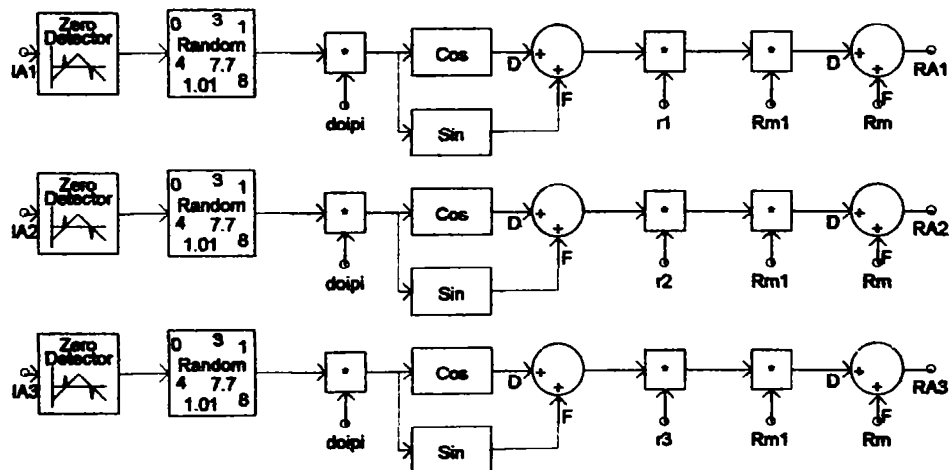 Zero
Detector
IA1
0 3 1
Random
4 7.7
1.01 8
*
doipi
Cos
Sin
D
+
+
F
*
r1
*
Rm1
D
+
+
F
Rm
RA1
Zero
Detector
IA2
0 3 1
Random
4 7.7
1.01 8
*
doipi
Cos
Sin
D
+
+
F
*
r2
*
Rm1
D
+
+
F
Rm
RA2
Zero
Detector
IA3
0 3 1
Random
4 7.7
1.01 8
*
doipi
Cos
Sin
D
+
+
F
*
r3
*
Rm1
D
+
+
F
Rm
RA3